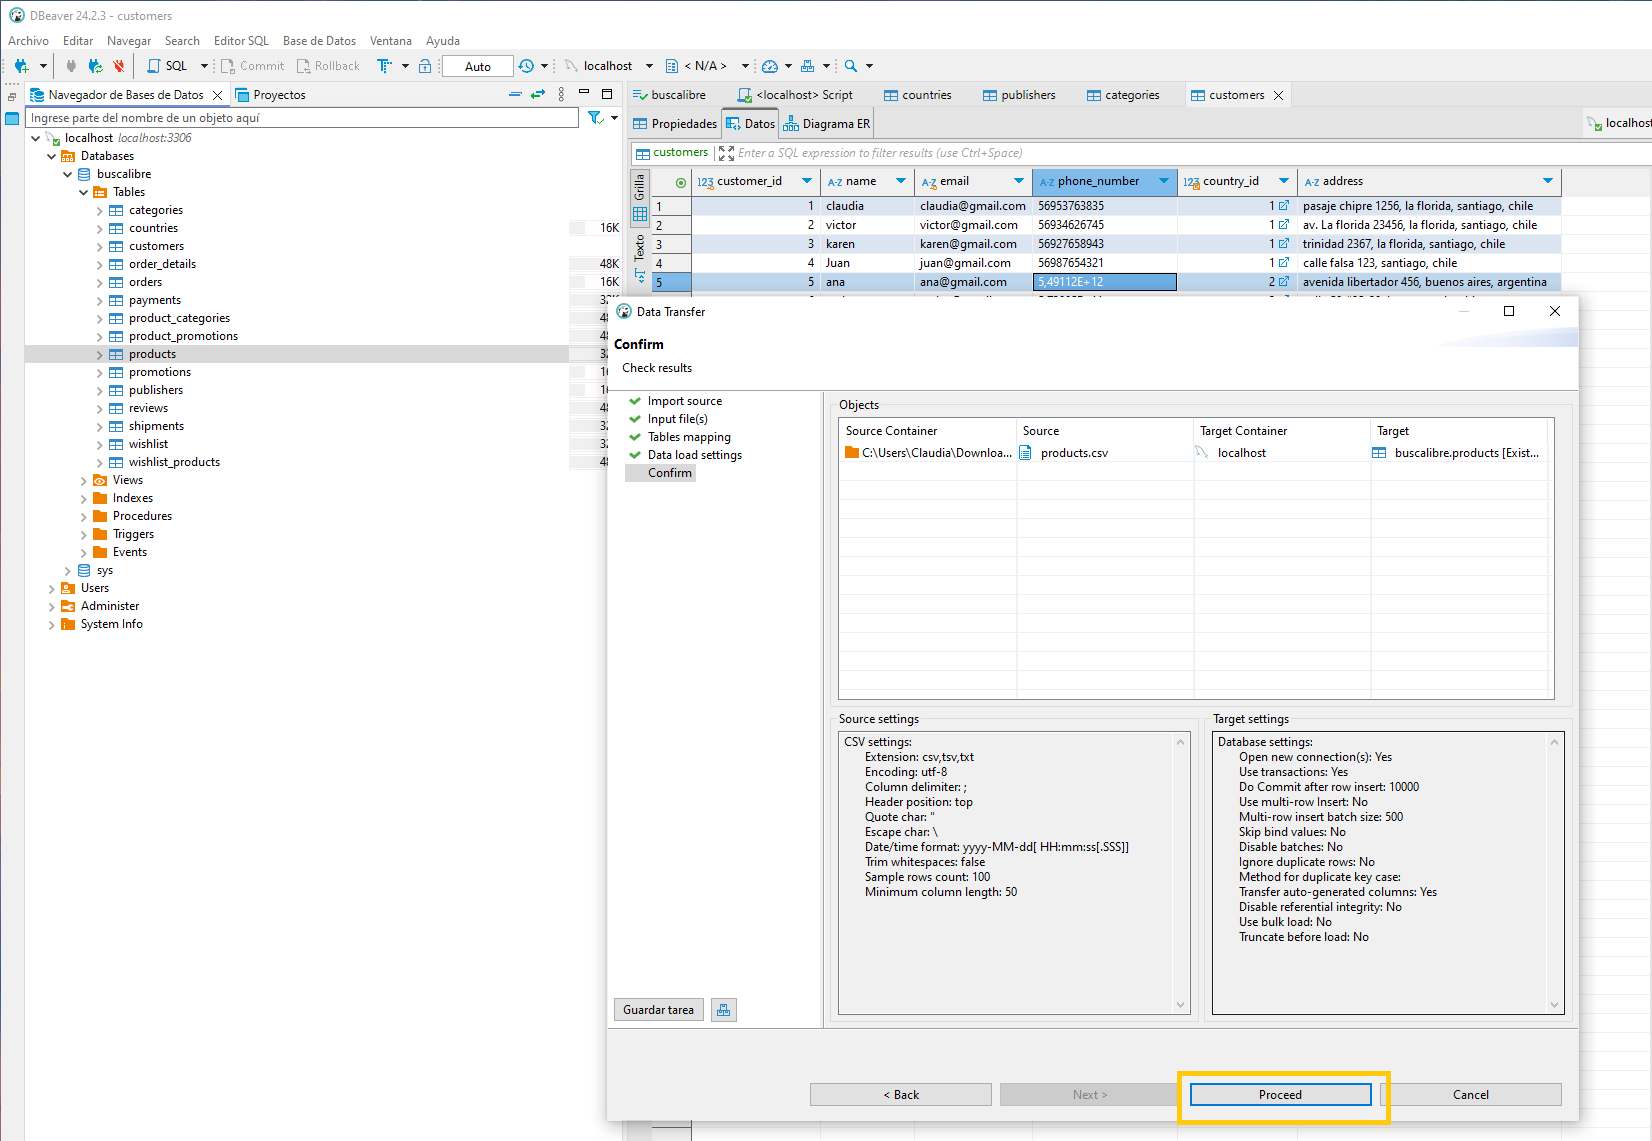 DBeaver 24.2.3 - customers
Archivo Editar Navegar Search Editor SQL Base de Datos Ventana Ayuda
SQL Commit Rollback Auto localhost < N/A >
Navegador de Bases de Datos Proyectos
buscalibre <localhost> Script countries publishers categories customers
Ingrese parte del nombre de un objeto aquí
Propiedades Datos Diagrama ER localhost
customers Enter a SQL expression to filter results (use Ctrl+Space)
localhost localhost:3306
Databases
buscalibre
Tables
categories
countries 16K
customers
order_details 48K
orders 16K
payments 32K
product_categories 48
product_promotions 48
products 32
promotions 16
publishers 16
reviews 48
shipments 32
wishlist 32
wishlist_products 48
Views
Indexes
Procedures
Triggers
Events
sys
Users
Administer
System Info
Grilla
Texto
123 customer_id A-Z name A-Z email A-Z phone_number 123 country_id A-Z address
1 1 claudia claudia@gmail.com 56953763835 1 pasaje chipre 1256, la florida, santiago, chile
2 2 victor victor@gmail.com 56934626745 1 av. La florida 23456, la florida, santiago, chile
3 3 karen karen@gmail.com 56927658943 1 trinidad 2367, la florida, santiago, chile
4 4 Juan juan@gmail.com 56987654321 1 calle falsa 123, santiago, chile
5 5 ana ana@gmail.com 5,49112E+12 2 avenida libertador 456, buenos aires, argentina
Data Transfer
Confirm
Check results
Import source
Input file(s)
Tables mapping
Data load settings
Confirm
Objects
Source Container Source Target Container Target
C:\Users\Claudia\Downloa... products.csv localhost buscalibre.products [Exist...
Source settings
CSV settings:
Extension: csv,tsv,txt
Encoding: utf-8
Column delimiter: ;
Header position: top
Quote char: "
Escape char: \
Date/time format: yyyy-MM-dd[ HH:mm:ss[.SSS]]
Trim whitespaces: false
Sample rows count: 100
Minimum column length: 50
Target settings
Database settings:
Open new connection(s): Yes
Use transactions: Yes
Do Commit after row insert: 10000
Use multi-row Insert: No
Multi-row insert batch size: 500
Skip bind values: No
Disable batches: No
Ignore duplicate rows: No
Method for duplicate key case:
Transfer auto-generated columns: Yes
Disable referential integrity: No
Use bulk load: No
Truncate before load: No
Guardar tarea
< Back Next > Proceed Cancel